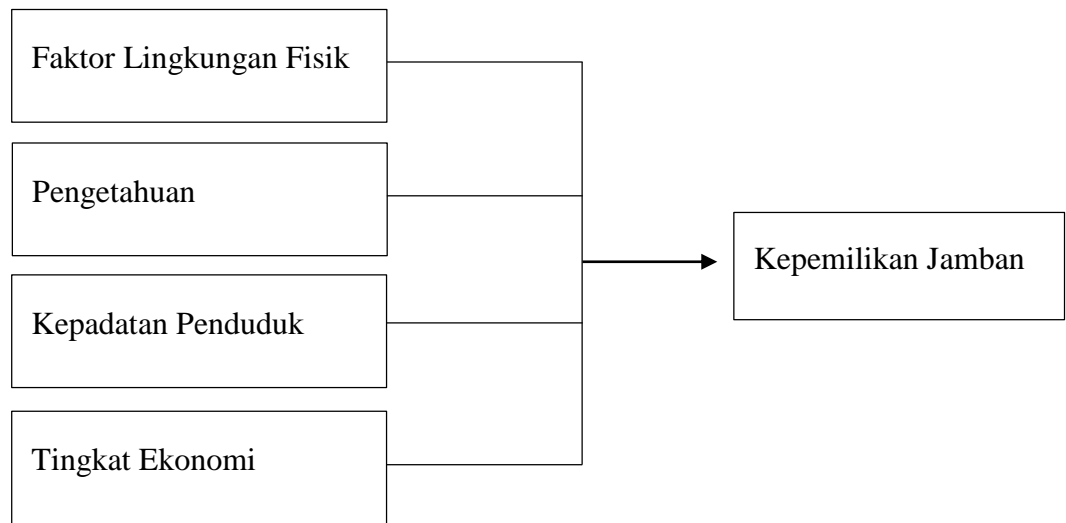 Faktor Lingkungan Fisik
Pengetahuan
Kepadatan Penduduk
Tingkat Ekonomi
Kepemilikan Jamban